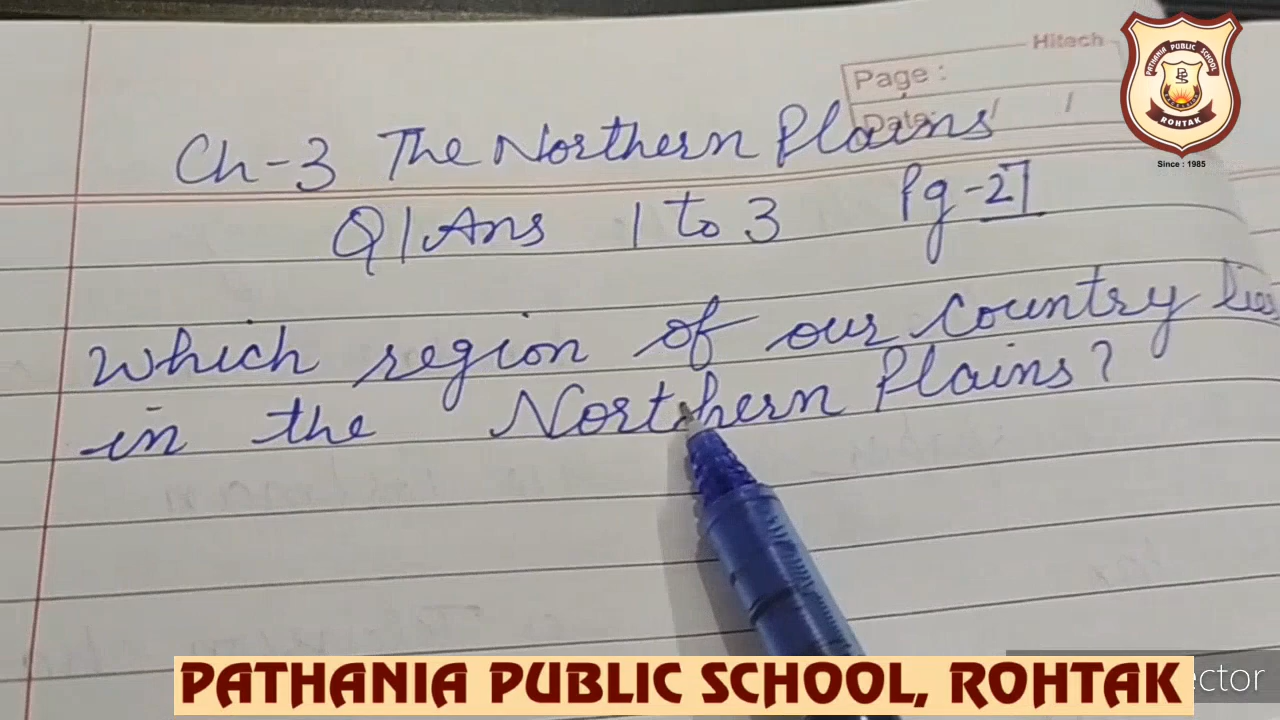 Hitech
Page :
Date: / /
PATHANIA PUBLIC SCHOOL
PPS
ROHTAK
Since : 1985
Ch-3 The Northern Plains
Q/Ans 1 to 3 Pg-27
Which region of our country lies
in the Northern Plains?
ector
PATHANIA PUBLIC SCHOOL, ROHTAK